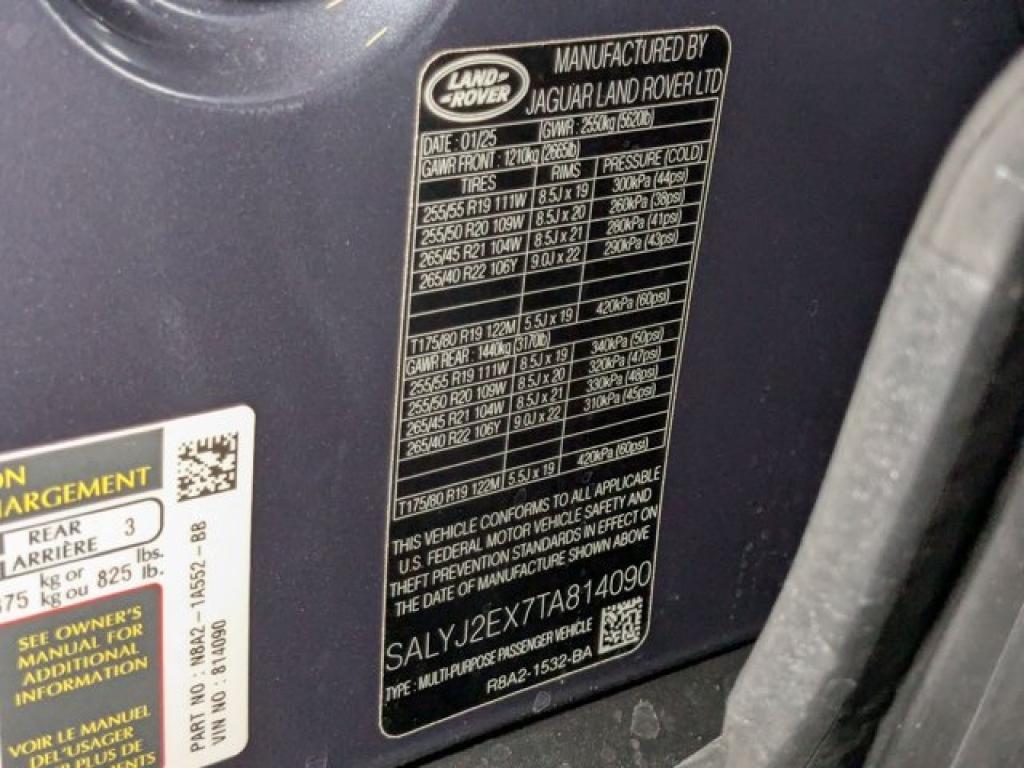 LAND-
-ROVER
MANUFACTURED BY
JAGUAR LAND ROVER LTD
DATE : 01/25 GVWR : 2550kg (5620lb)
GAWR FRONT : 1210kg (2665lb)
TIRES RIMS PRESSURE (COLD)
255/55 R19 111W 8.5J x 19 300kPa (44psi)
255/50 R20 109W 8.5J x 20 260kPa (38psi)
265/45 R21 104W 8.5J x 21 280kPa (41psi)
265/40 R22 106Y 9.0J x 22 290kPa (43psi)
T175/80 R19 122M 5.5J x 19 420kPa (60psi)
GAWR REAR : 1440kg (3170lb)
255/55 R19 111W 8.5J x 19 340kPa (50psi)
255/50 R20 109W 8.5J x 20 320kPa (47psi)
265/45 R21 104W 8.5J x 21 330kPa (48psi)
265/40 R22 106Y 9.0J x 22 310kPa (45psi)
T175/80 R19 122M 5.5J x 19 420kPa (60psi)
THIS VEHICLE CONFORMS TO ALL APPLICABLE
U.S. FEDERAL MOTOR VEHICLE SAFETY AND
THEFT PREVENTION STANDARDS IN EFFECT ON
THE DATE OF MANUFACTURE SHOWN ABOVE
SALYJ2EX7TA814090
TYPE : MULTI-PURPOSE PASSENGER VEHICLE
R8A2-1532-BA
ON
HARGEMENT
REAR 3
ARRIÈRE
kg or 825 lbs.
kg ou lb.
SEE OWNER'S
MANUAL FOR
ADDITIONAL
INFORMATION
VOIR LE MANUEL
DEL'USAGER
PLUS DE
PART NO : N8A2-1A552-BB
VIN NO : 814090